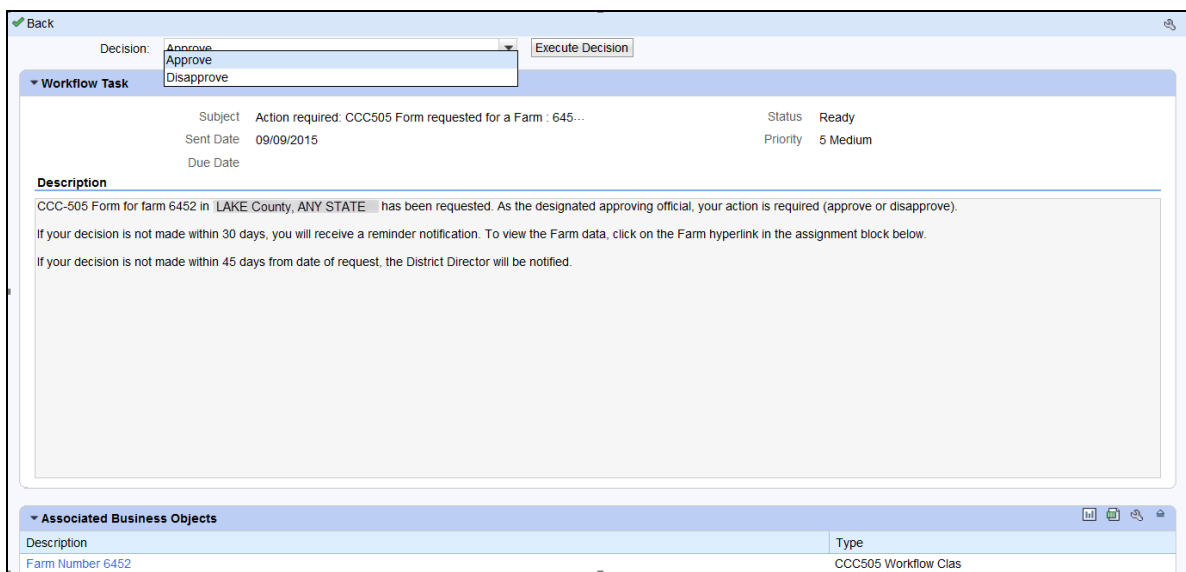 Back
Decision: Approve Execute Decision
Approve
Disapprove
Workflow Task
Subject Action required: CCC505 Form requested for a Farm : 645... Status Ready
Sent Date 09/09/2015 Priority 5 Medium
Due Date
Description
CCC-505 Form for farm 6452 in LAKE County, ANY STATE has been requested. As the designated approving official, your action is required (approve or disapprove).
If your decision is not made within 30 days, you will receive a reminder notification. To view the Farm data, click on the Farm hyperlink in the assignment block below.
If your decision is not made within 45 days from date of request, the District Director will be notified.
Associated Business Objects
Description Type
Farm Number 6452 CCC505 Workflow Clas